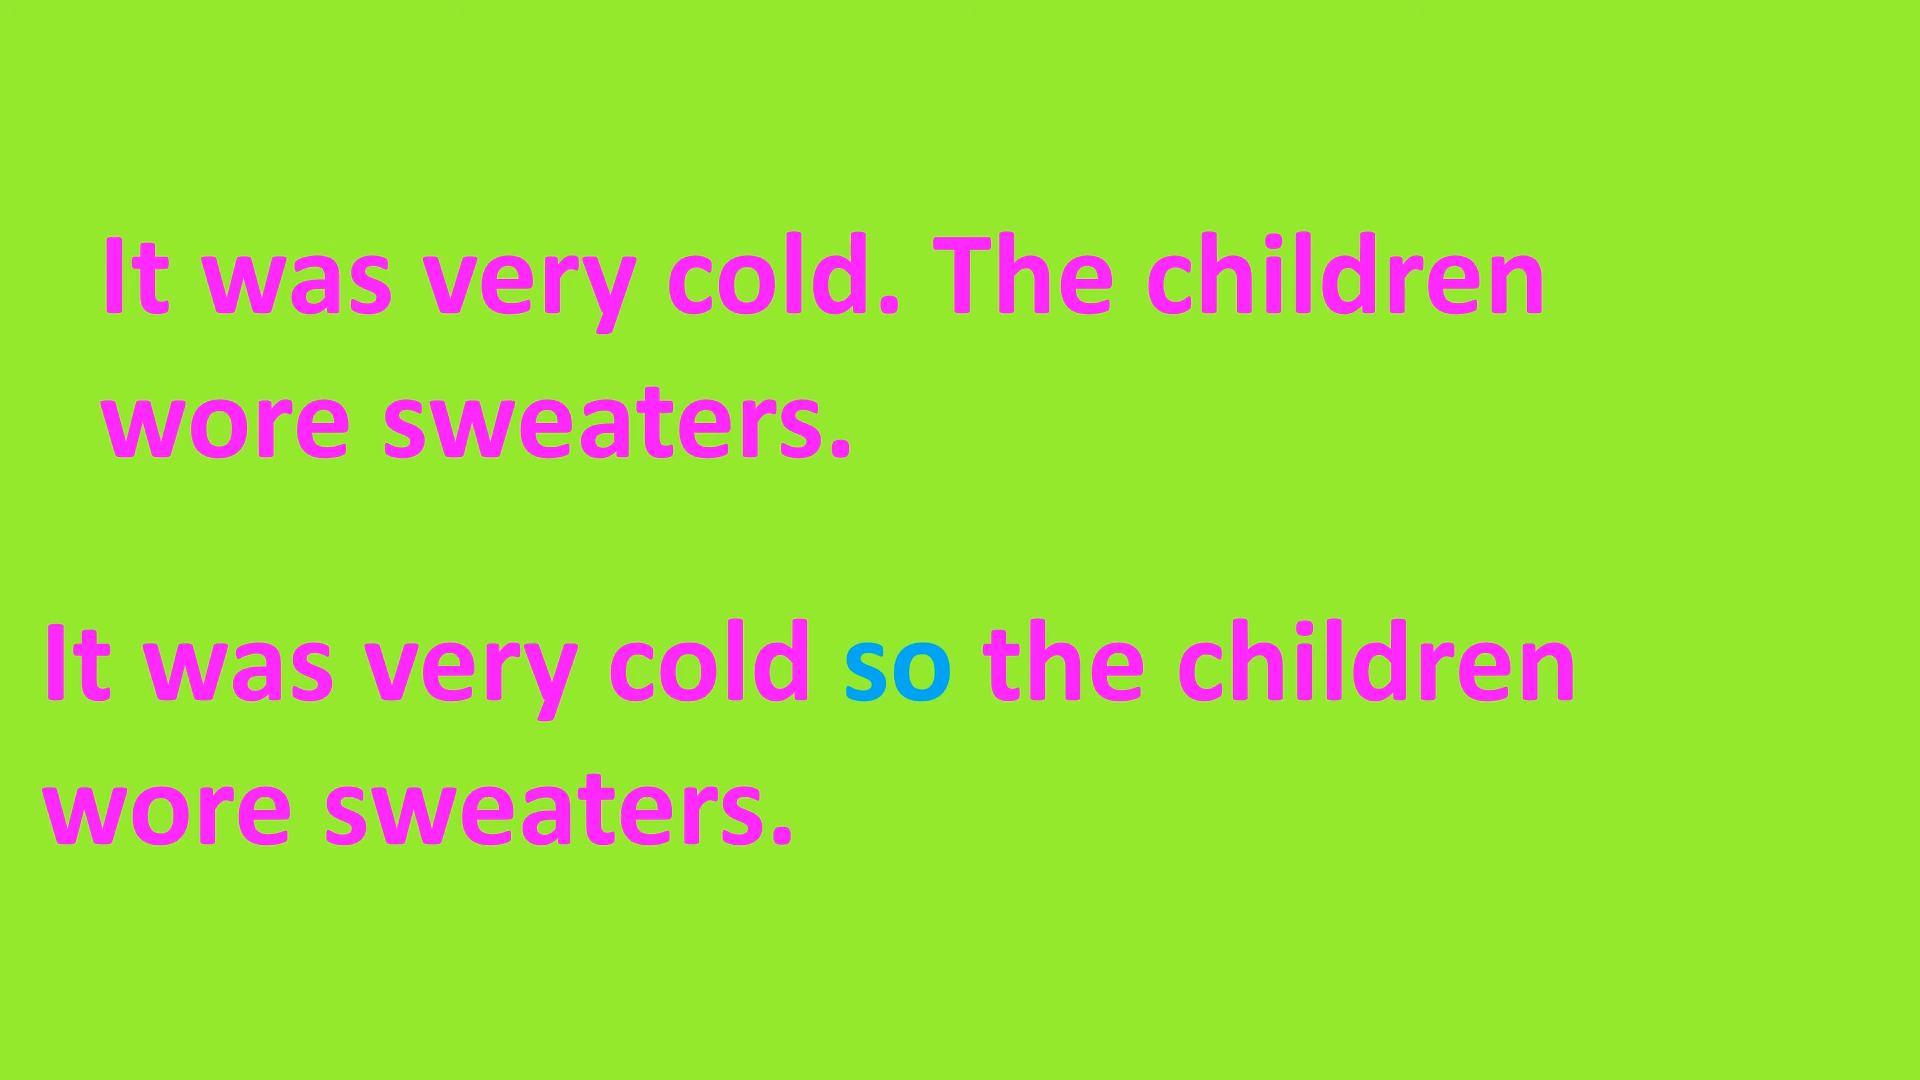 It was very cold. The children
wore sweaters.
It was very cold so the children
wore sweaters.